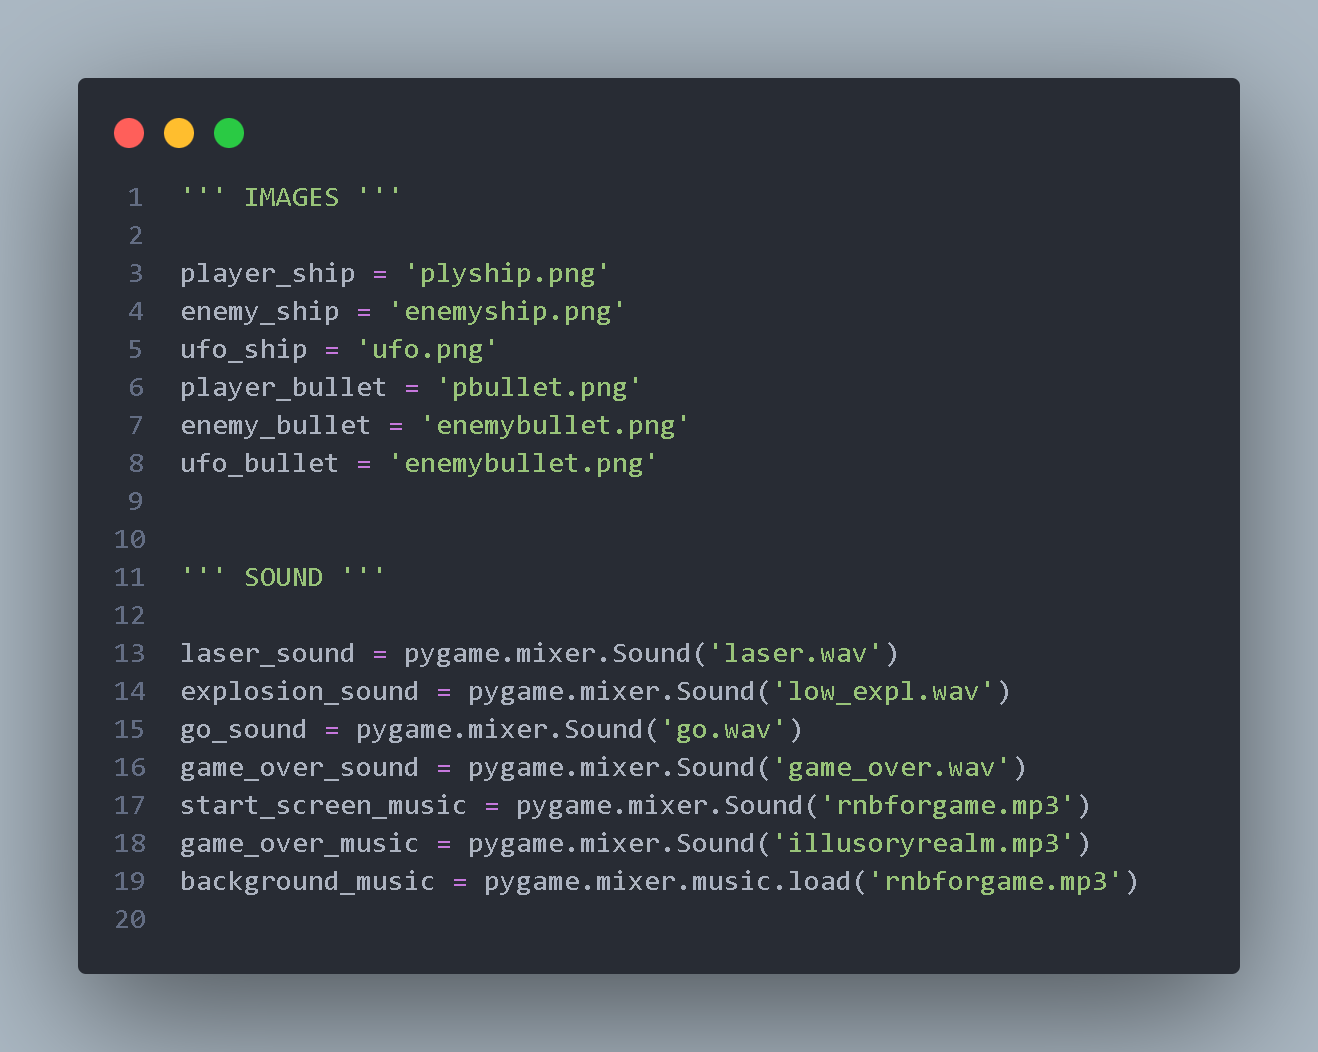 1 ''' IMAGES '''
2
3 player_ship = 'plyship.png'
4 enemy_ship = 'enemyship.png'
5 ufo_ship = 'ufo.png'
6 player_bullet = 'pbullet.png'
7 enemy_bullet = 'enemybullet.png'
8 ufo_bullet = 'enemybullet.png'
9
10
11 ''' SOUND '''
12
13 laser_sound = pygame.mixer.Sound('laser.wav')
14 explosion_sound = pygame.mixer.Sound('low_expl.wav')
15 go_sound = pygame.mixer.Sound('go.wav')
16 game_over_sound = pygame.mixer.Sound('game_over.wav')
17 start_screen_music = pygame.mixer.Sound('rnbforgame.mp3')
18 game_over_music = pygame.mixer.Sound('illusoryrealm.mp3')
19 background_music = pygame.mixer.music.load('rnbforgame.mp3')
20